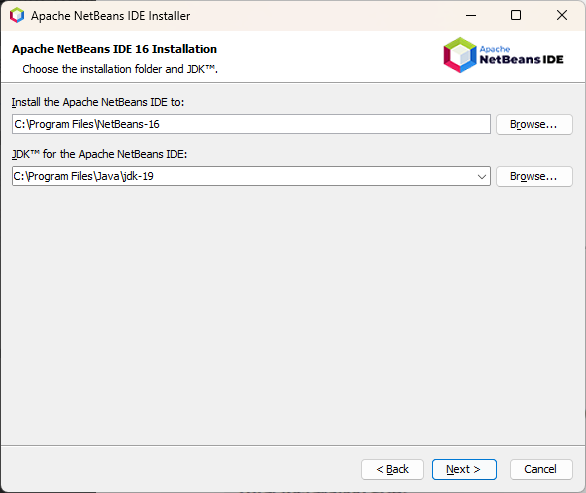 Apache NetBeans IDE Installer
Apache NetBeans IDE 16 Installation
Choose the installation folder and JDK™.
Apache
NetBeans IDE
Install the Apache NetBeans IDE to:
C:\Program Files\NetBeans-16
Browse...
JDK™ for the Apache NetBeans IDE:
C:\Program Files\Java\jdk-19
Browse...
< Back
Next >
Cancel